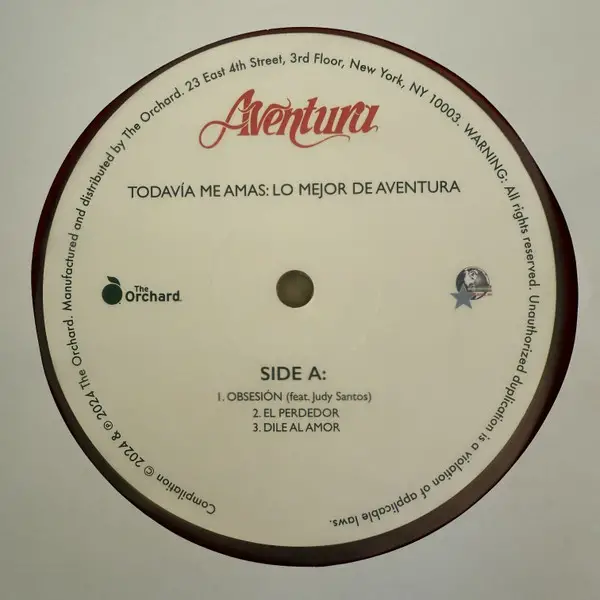 Compilation © 2024 & ℗ 2024 The Orchard. Manufactured and distributed by The Orchard. 23 East 4th Street, 3rd Floor, New York, NY 10003. WARNING: All rights reserved. Unauthorized duplication is a violation of applicable laws.
Aventura
TODAVÍA ME AMAS: LO MEJOR DE AVENTURA
The
Orchard
SIDE A:
1. OBSESIÓN (feat. Judy Santos)
2. EL PERDEDOR
3. DILE AL AMOR